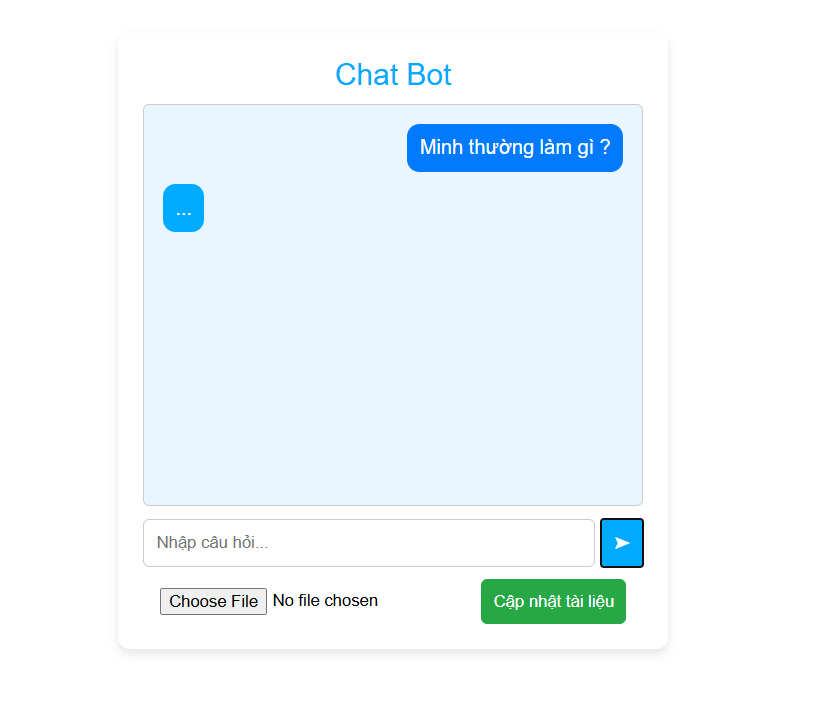 Chat Bot
Minh thường làm gì ?
...
Nhập câu hỏi...
➤
Choose File No file chosen
Cập nhật tài liệu